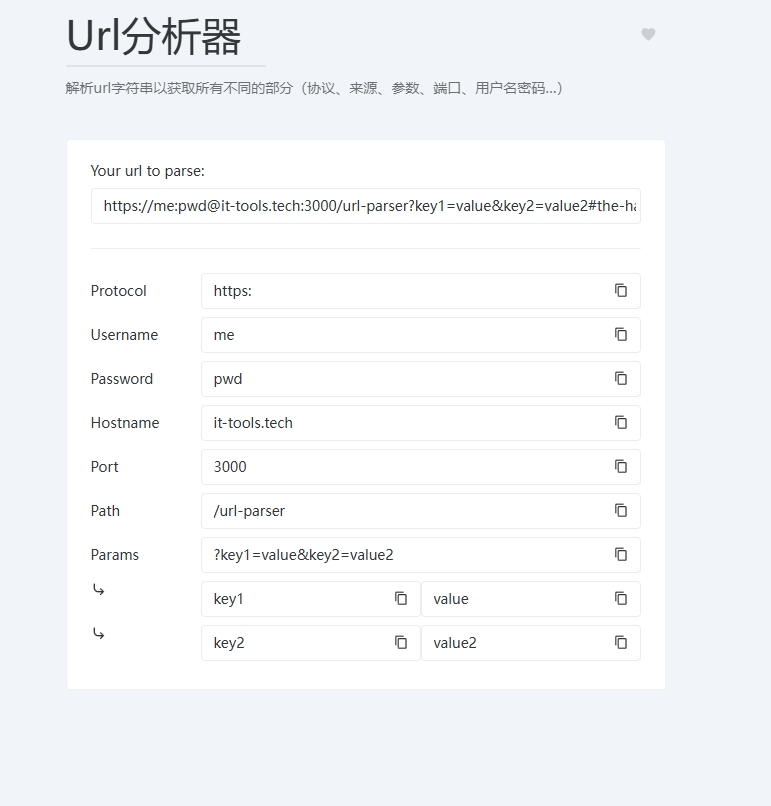 Url分析器
解析url字符串以获取所有不同的部分（协议、来源、参数、端口、用户名密码...）
Your url to parse:
https://me:pwd@it-tools.tech:3000/url-parser?key1=value&key2=value2#the-ha
Protocol https:
Username me
Password pwd
Hostname it-tools.tech
Port 3000
Path /url-parser
Params ?key1=value&key2=value2
key1 value
key2 value2